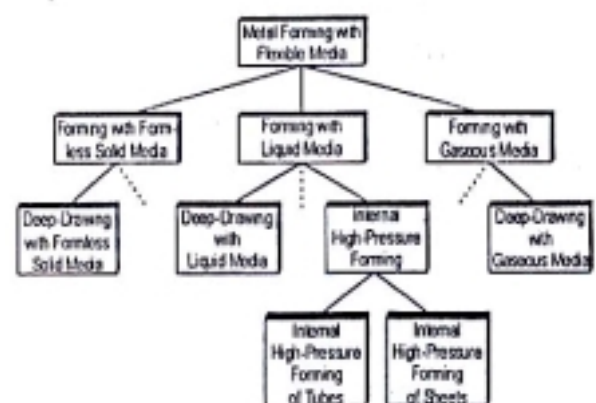 Metal Forming with
Flexible Media
Forming with Form-
less Solid Media
Forming with
Liquid Media
Forming with
Gaseous Media
Deep-Drawing
with Formless
Solid Media
Deep-Drawing
with
Liquid Media
Internal
High-Pressure
Forming
Deep-Drawing
with
Gaseous Media
Internal
High-Pressure
Forming
of Tubes
Internal
High-Pressure
Forming
of Sheets